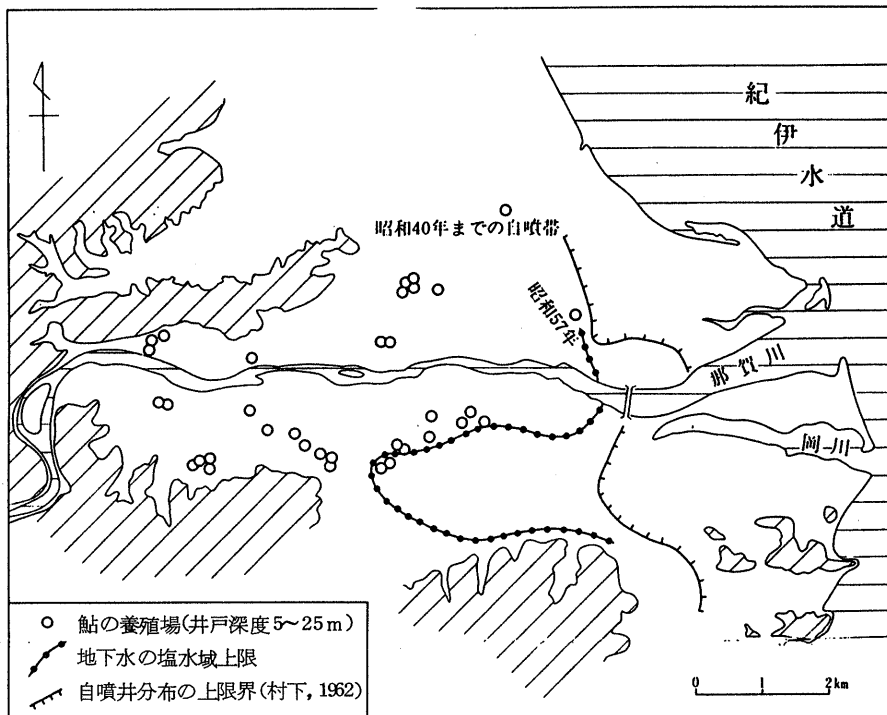 紀伊水道
昭和40年までの自噴帯
昭和57年
那賀川
岡川
鮎の養殖場(井戸深度5~25m)
地下水の塩水域上限
自噴井分布の上限界(村下, 1962)
0 1 2km